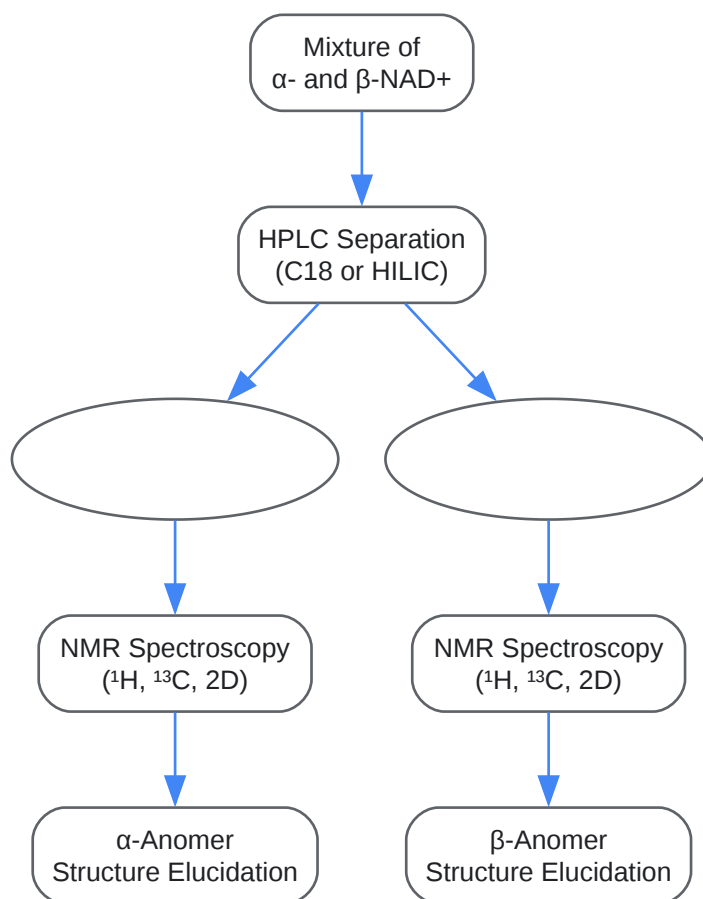 Mixture of
α- and β-NAD+
HPLC Separation
(C18 or HILIC)
NMR Spectroscopy
(¹H, ¹³C, 2D)
NMR Spectroscopy
(¹H, ¹³C, 2D)
α-Anomer
Structure Elucidation
β-Anomer
Structure Elucidation